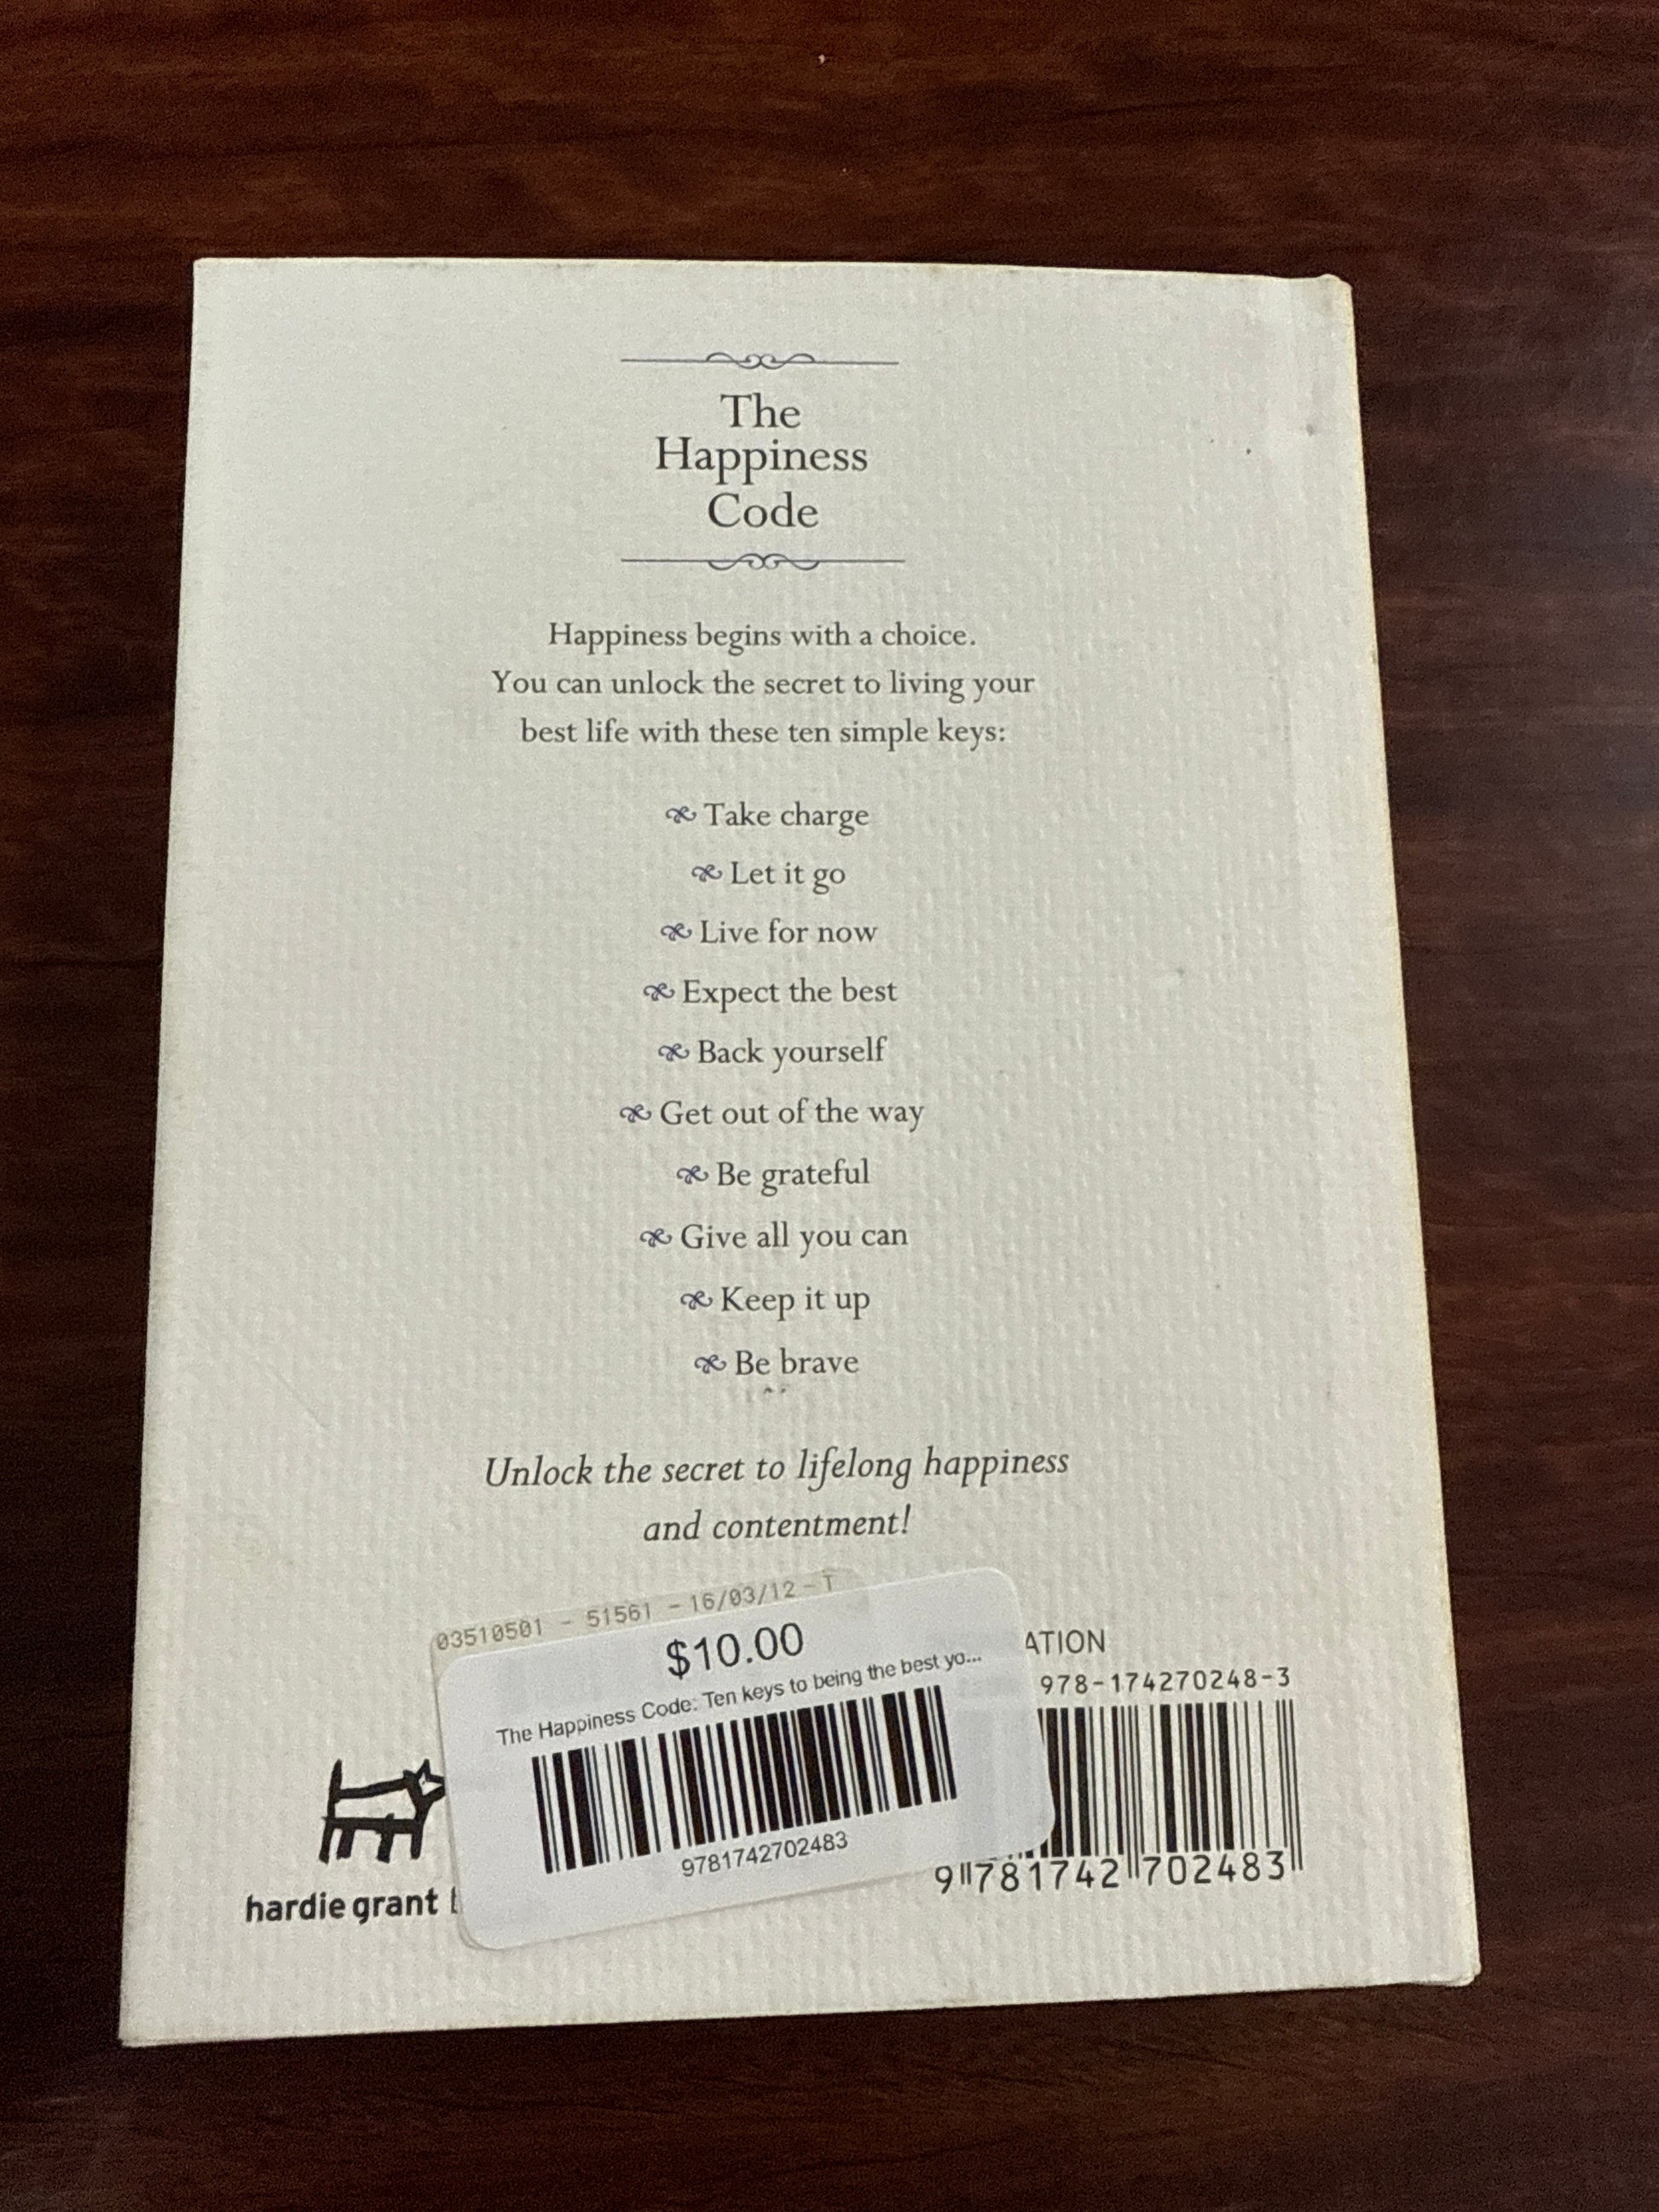 The
Happiness
Code
Happiness begins with a choice.
You can unlock the secret to living your
best life with these ten simple keys:
Take charge
Let it go
Live for now
Expect the best
Back yourself
Get out of the way
Be grateful
Give all you can
Keep it up
Be brave
Unlock the secret to lifelong happiness
and contentment!
03510501 - 51561 - 16/03/12 - T
$10.00
The Happiness Code: Ten keys to being the best yo...
9781742702483
ATION
978-174270248-3
9 781742 702483
hardie grant